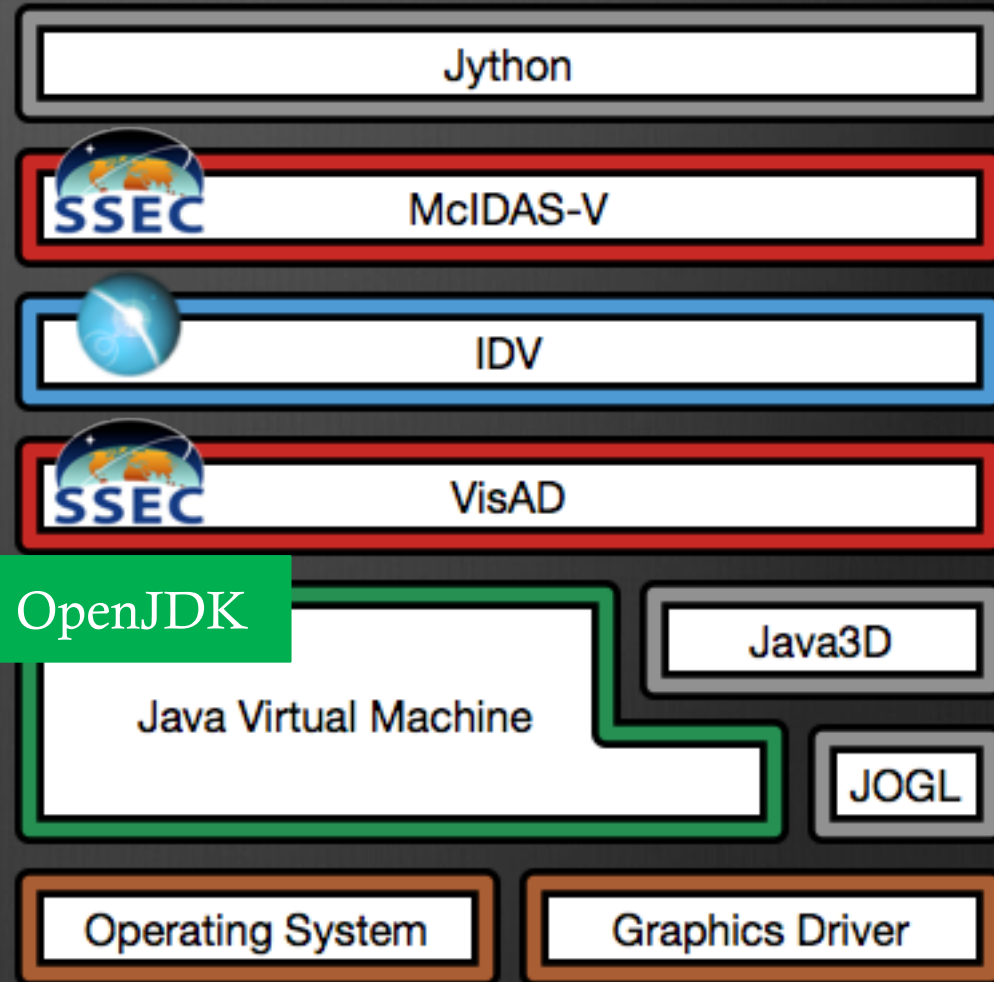 Jython
SSEC
McIDAS-V
IDV
SSEC
VisAD
OpenJDK
Java3D
Java Virtual Machine
JOGL
Operating System
Graphics Driver